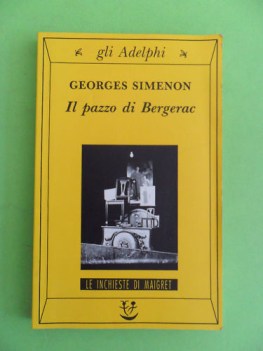 gli Adelphi
GEORGES SIMENON
Il pazzo di Bergerac
LE INCHIESTE DI MAIGRET